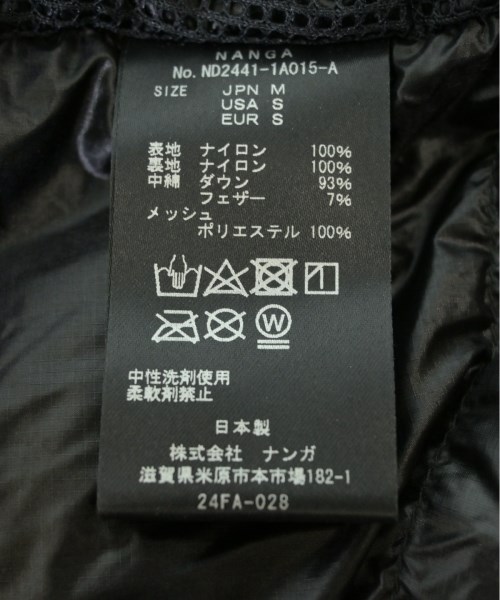 NANGA
No. ND2441-1A015-A
SIZE JPN M
USA S
EUR S
表地 ナイロン 100%
裏地 ナイロン 100%
中綿 ダウン 93%
フェザー 7%
メッシュ
ポリエステル 100%
W
中性洗剤使用
柔軟剤禁止
日本製
株式会社 ナンガ
滋賀県米原市本市場182-1
24FA-028